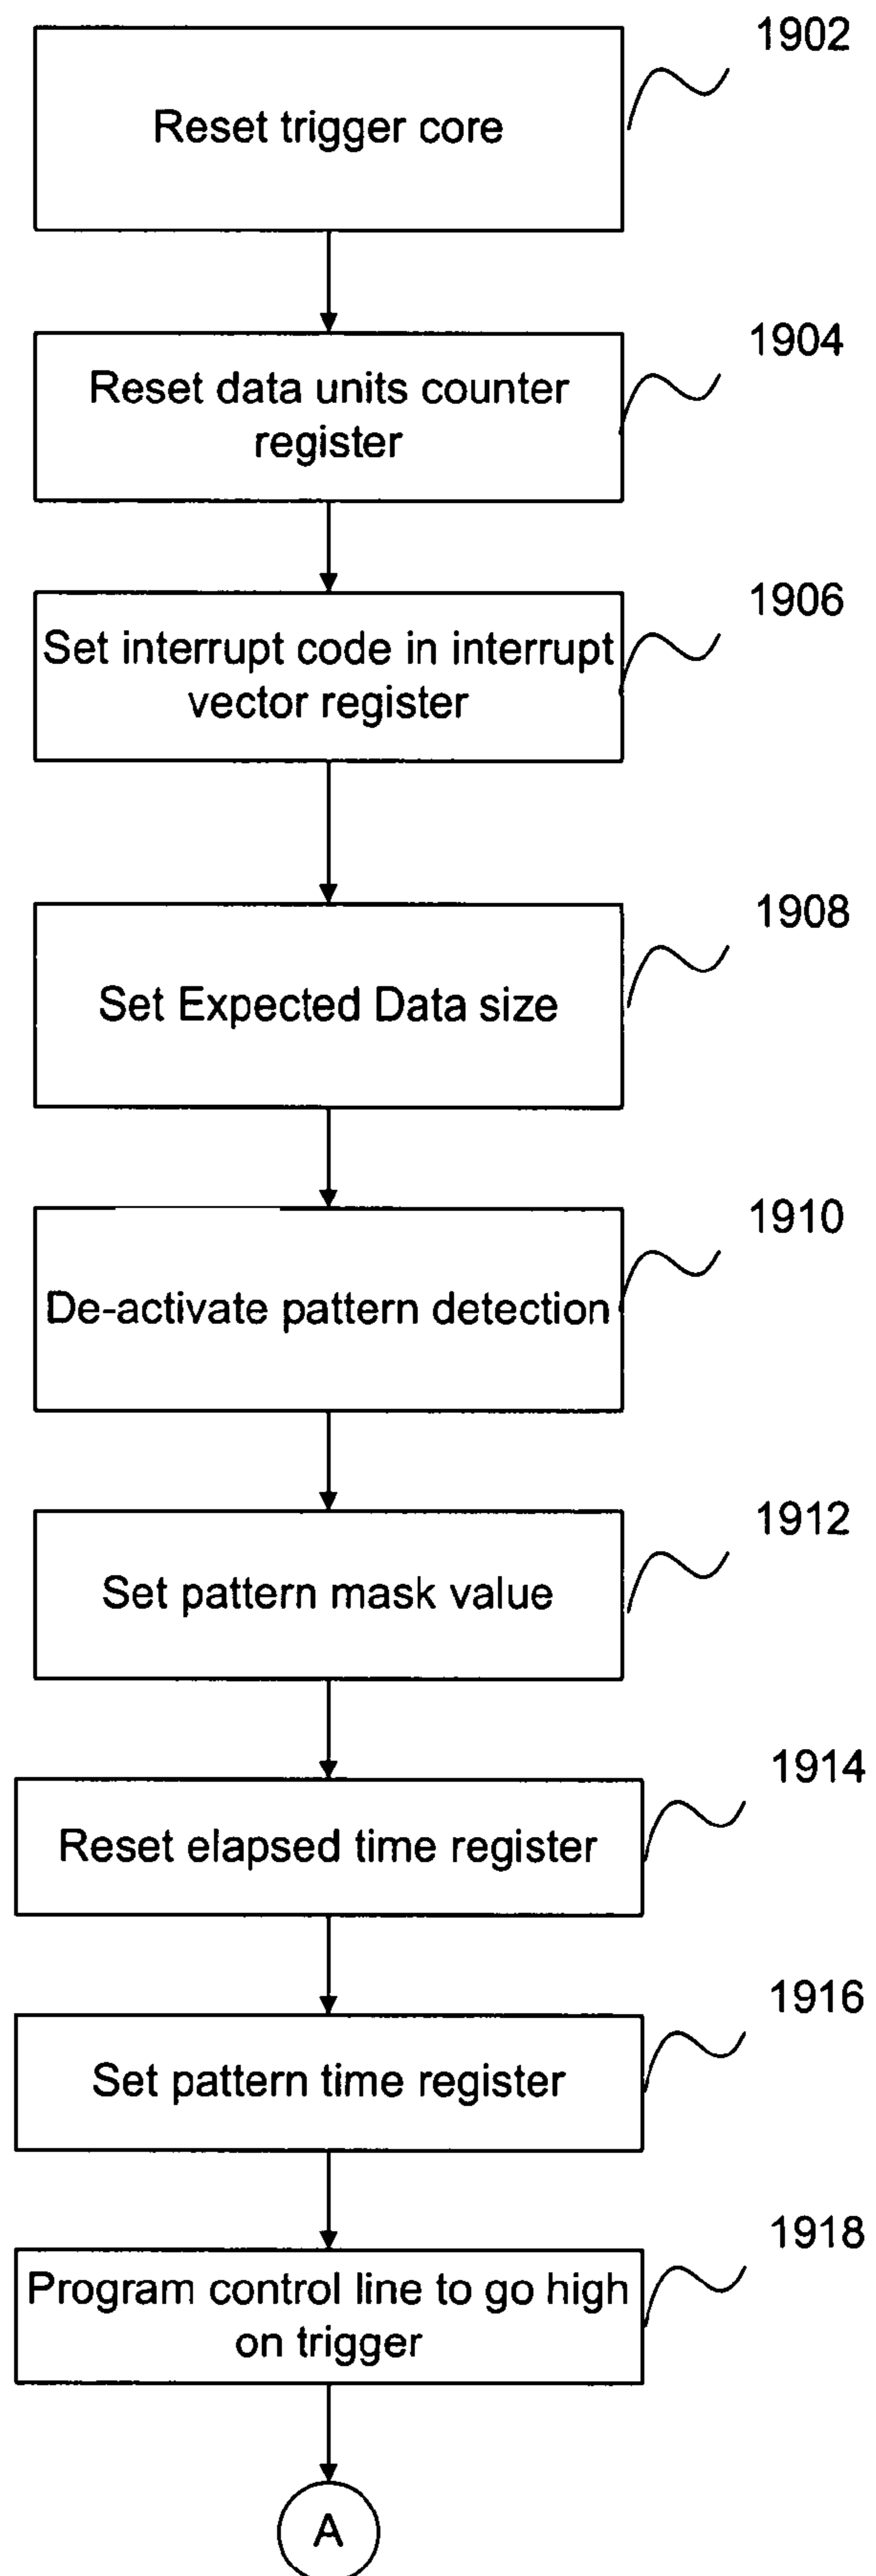 1902
Reset trigger core
1904
Reset data units counter
register
1906
Set interrupt code in interrupt
vector register
1908
Set Expected Data size
1910
De-activate pattern detection
1912
Set pattern mask value
1914
Reset elapsed time register
1916
Set pattern time register
1918
Program control line to go high
on trigger
A